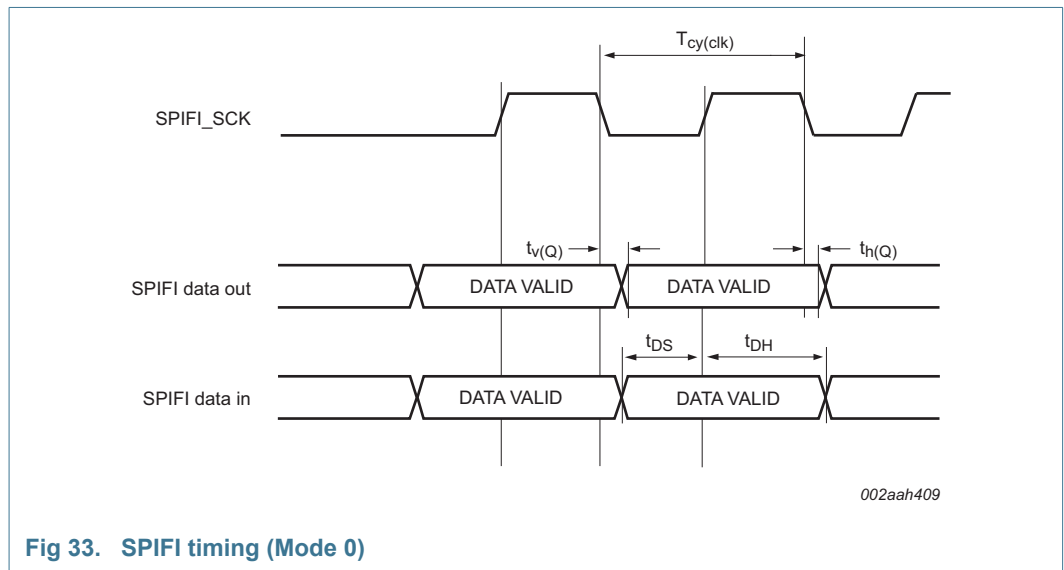 Tcy(clk)
SPIFI_SCK
tv(Q)
th(Q)
SPIFI data out
DATA VALID
DATA VALID
tDS
tDH
SPIFI data in
DATA VALID
DATA VALID
002aah409
Fig 33. SPIFI timing (Mode 0)